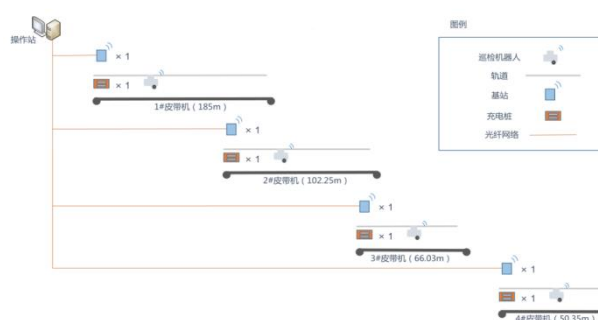 图例
操作站
巡检机器人
× 1
轨道
× 1
基站
1#皮带机（185m）
充电桩
× 1
光纤网络
× 1
2#皮带机（102.25m）
× 1
× 1
3#皮带机（66.03m）
× 1
× 1
4#皮带机（50.35m）